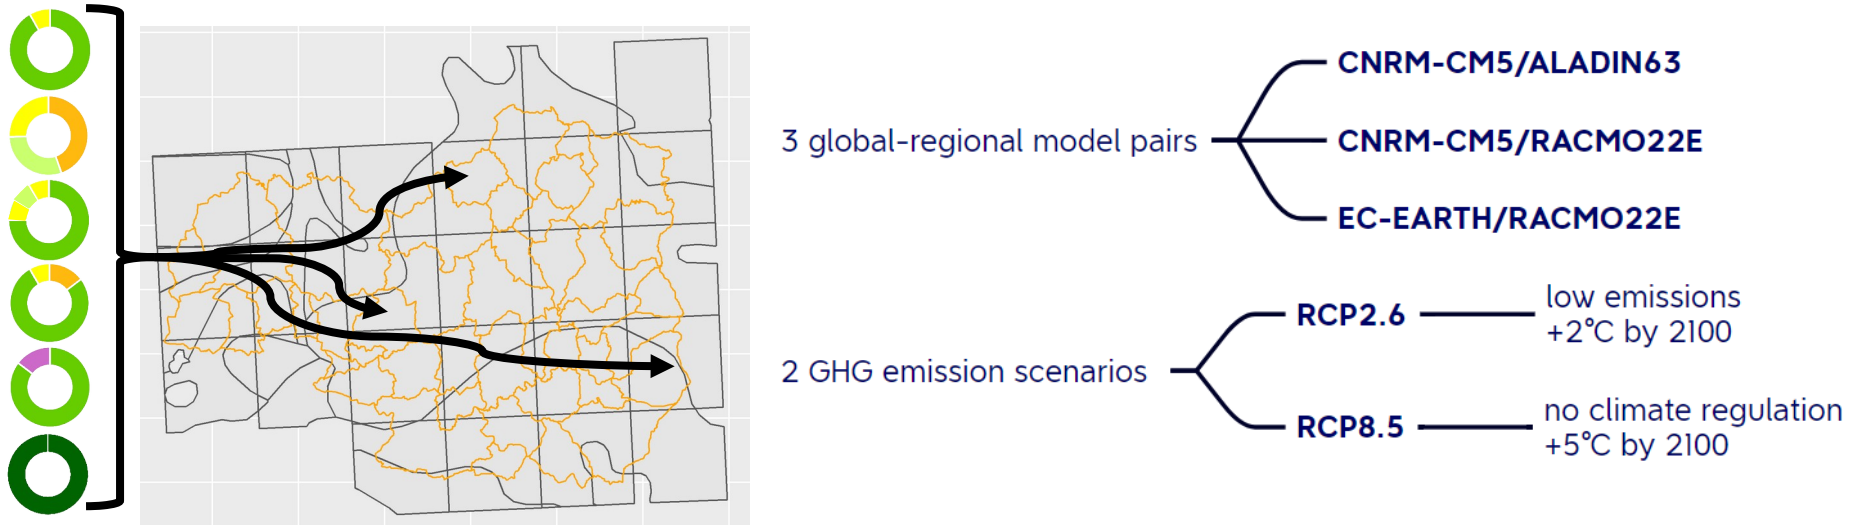 3 global-regional model pairs
CNRM-CM5/ALADIN63
CNRM-CM5/RACMO22E
EC-EARTH/RACMO22E
2 GHG emission scenarios
RCP2.6
low emissions
+2°C by 2100
RCP8.5
no climate regulation
+5°C by 2100